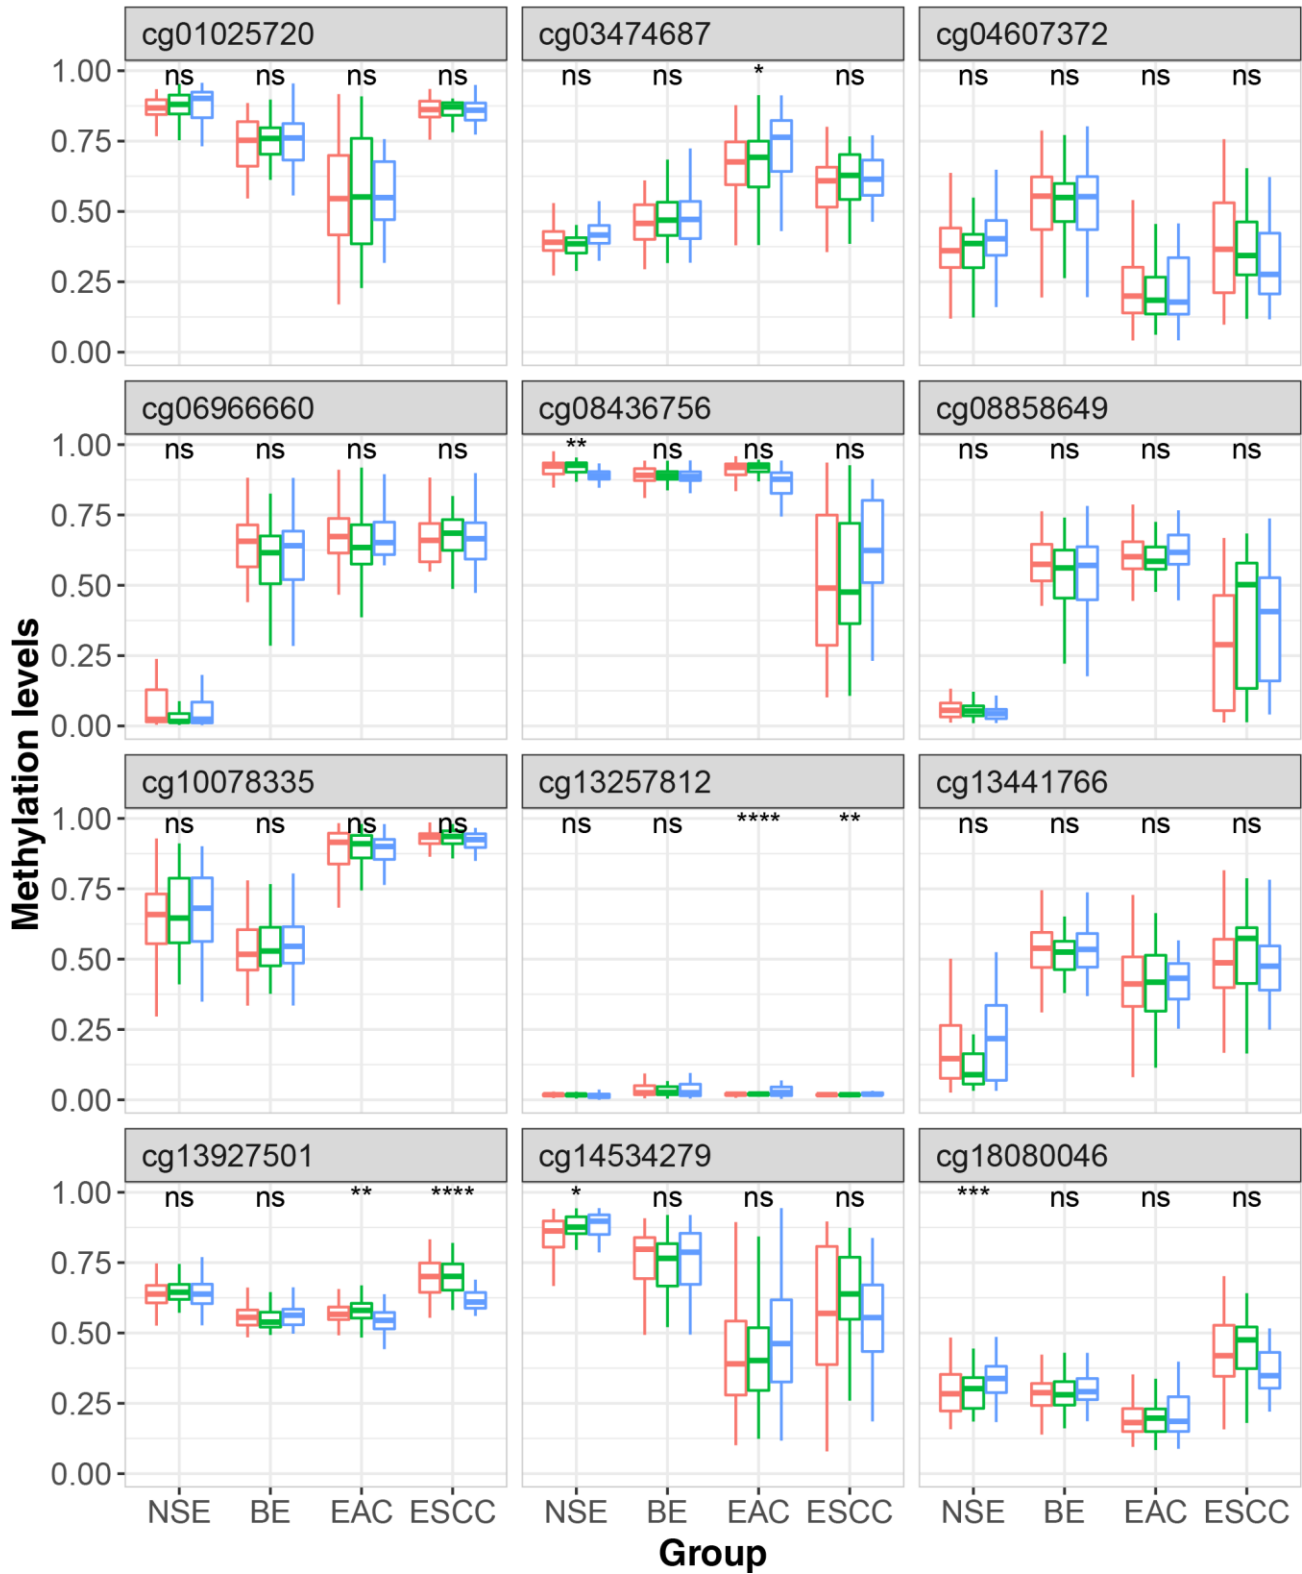 cg01025720 cg03474687 cg04607372
1.00 ns ns ns ns ns ns * ns ns ns ns ns
0.75
0.50
0.25
0.00
cg06966660 cg08436756 cg08858649
1.00 ns ns ns ns ** ns ns ns ns ns ns ns
0.75
0.50
0.25
0.00
Methylation levels
cg10078335 cg13257812 cg13441766
1.00 ns ns ns ns ns ns **** ** ns ns ns ns
0.75
0.50
0.25
0.00
cg13927501 cg14534279 cg18080046
1.00 ns ns ** **** * ns ns ns *** ns ns ns
0.75
0.50
0.25
0.00
NSE BE EAC ESCC NSE BE EAC ESCC NSE BE EAC ESCC
Group